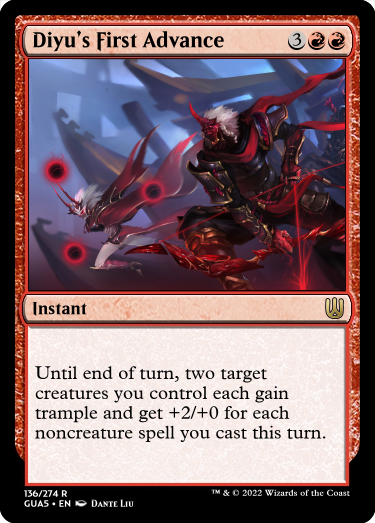 Diyu's First Advance 3
Instant
Until end of turn, two target
creatures you control each gain
trample and get +2/+0 for each
noncreature spell you cast this turn.
136/274 R
GUA5 • EN Dante Liu
™ & © 2022 Wizards of the Coast